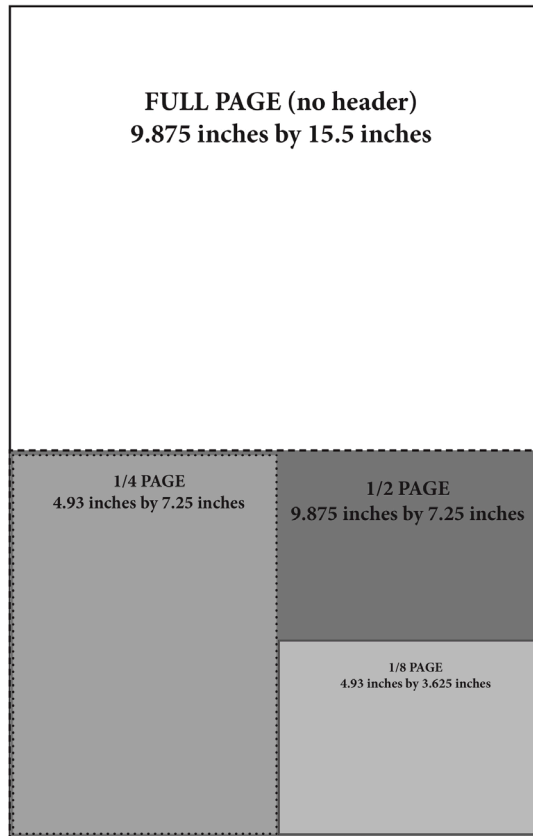 FULL PAGE (no header)
9.875 inches by 15.5 inches
1/4 PAGE
4.93 inches by 7.25 inches
1/2 PAGE
9.875 inches by 7.25 inches
1/8 PAGE
4.93 inches by 3.625 inches